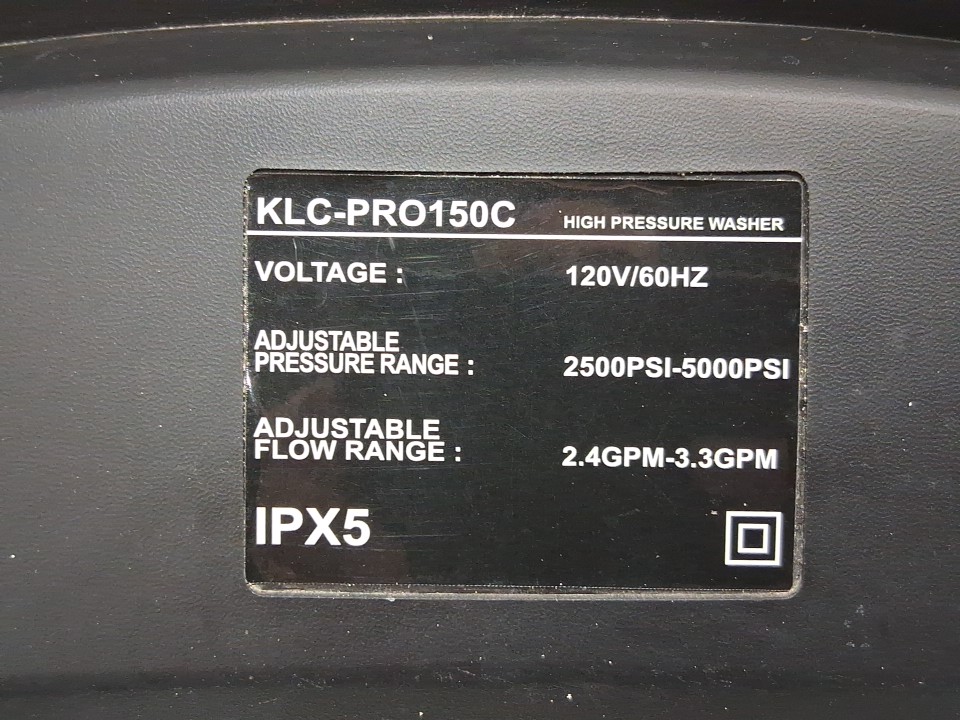 KLC-PRO150C HIGH PRESSURE WASHER
VOLTAGE : 120V/60HZ
ADJUSTABLE
PRESSURE RANGE : 2500PSI-5000PSI
ADJUSTABLE
FLOW RANGE : 2.4GPM-3.3GPM
IPX5